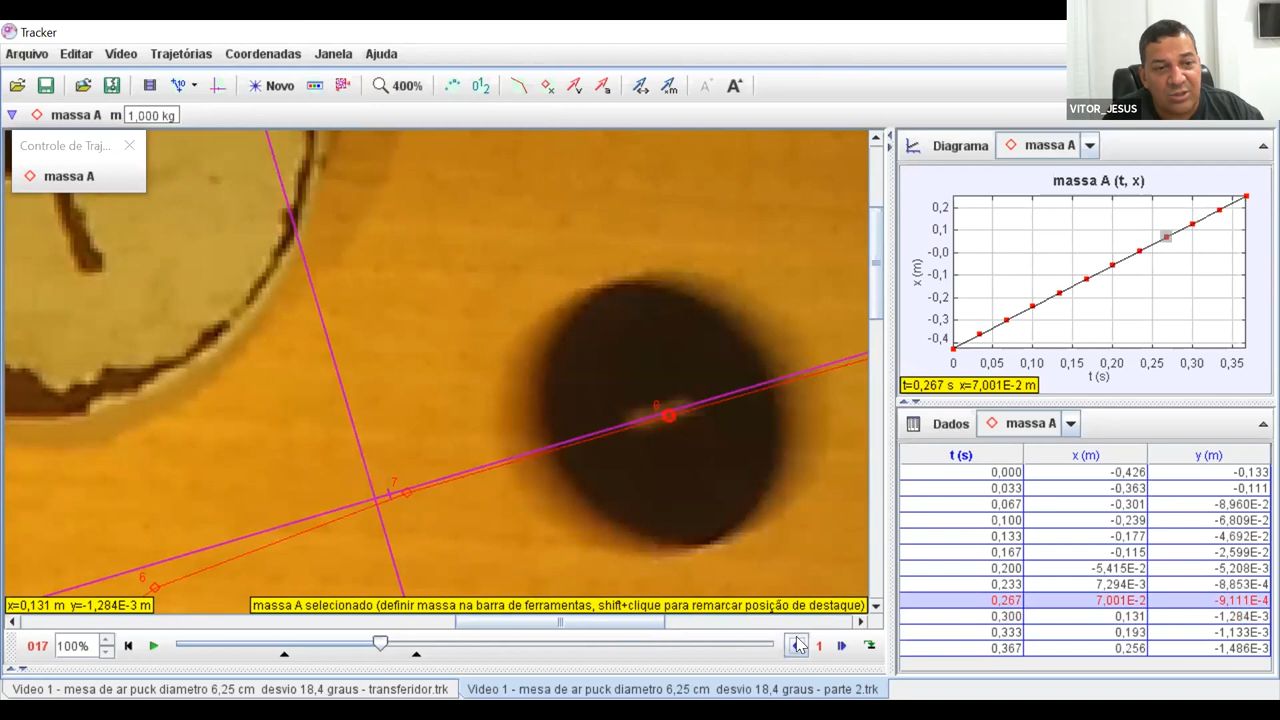 Tracker
Arquivo Editar Vídeo Trajetórias Coordenadas Janela Ajuda
Novo 400%
massa A m 1,000 kg
VITOR_JESUS
Controle de Traj...
massa A
6
7
8
x=0,131 m y=-1,284E-3 m
massa A selecionado (definir massa na barra de ferramentas, shift+clique para remarcar posição de destaque)
017 100% 1
Diagrama massa A
massa A (t, x)
0,2
0,1
-0,0
-0,1
-0,2
-0,3
-0,4
x (m)
0 0,05 0,10 0,15 0,20 0,25 0,30 0,35
t (s)
t=0,267 s x=7,001E-2 m
Dados massa A
t (s) x (m) y (m)
0,000 -0,426 -0,133
0,033 -0,363 -0,111
0,067 -0,301 -8,960E-2
0,100 -0,239 -6,809E-2
0,133 -0,177 -4,692E-2
0,167 -0,115 -2,599E-2
0,200 -5,415E-2 -5,208E-3
0,233 7,294E-3 -8,853E-4
0,267 7,001E-2 -9,111E-4
0,300 0,131 -1,284E-3
0,333 0,193 -1,133E-3
0,367 0,256 -1,486E-3
Video 1 - mesa de ar puck diametro 6,25 cm desvio 18,4 graus - transferidor.trk
Video 1 - mesa de ar puck diametro 6,25 cm desvio 18,4 graus - parte 2.trk